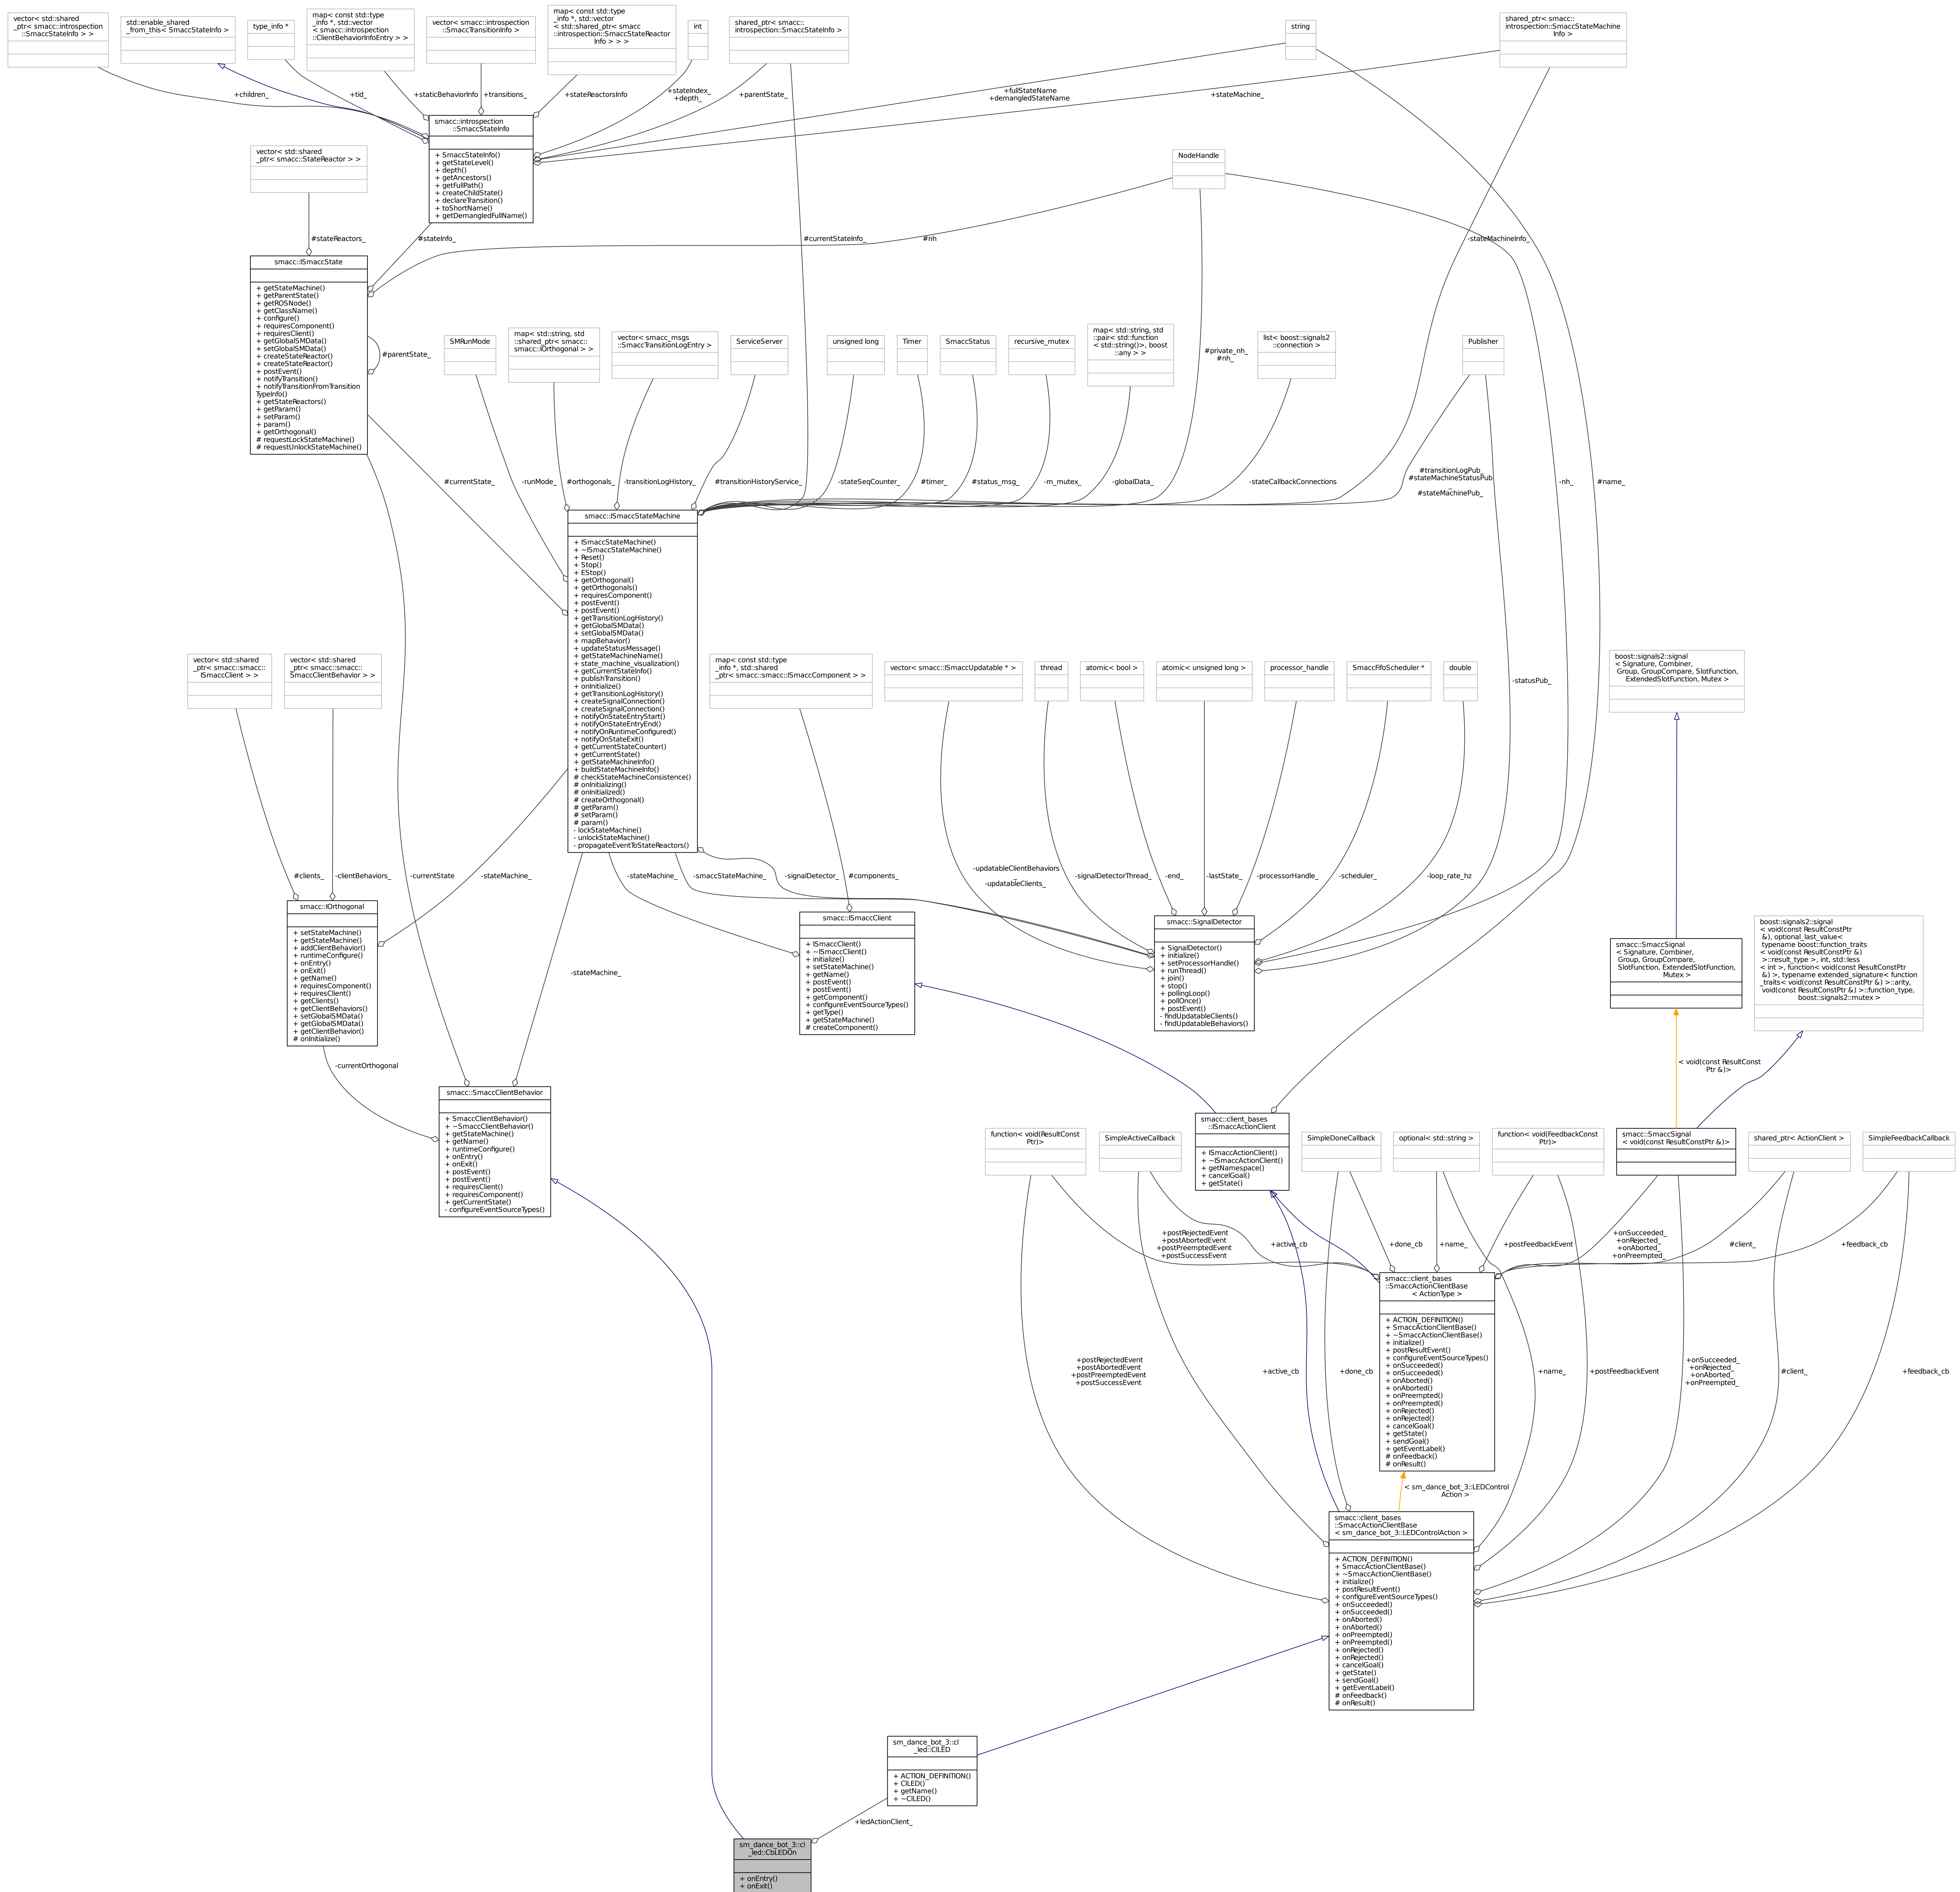 vector< std::shared
_ptr< smacc::introspection
::SmaccStateInfo > >
std::enable_shared
_from_this< SmaccStateInfo >
type_info *
map< const std::type
_info *, std::vector
< smacc::introspection
::ClientBehaviorInfoEntry > >
vector< smacc::introspection
::SmaccTransitionInfo >
map< const std::type
_info *, std::vector
< std::shared_ptr< smacc
::introspection::SmaccStateReactor
Info > > >
int
shared_ptr< smacc::
introspection::SmaccStateInfo >
string
shared_ptr< smacc::
introspection::SmaccStateMachine
Info >
+children_
+tid_
+staticBehaviorInfo
+transitions_
+stateReactorsInfo
+stateIndex_
+depth_
+parentState_
+fullStateName
+demangledStateName
+stateMachine_
smacc::introspection
::SmaccStateInfo
+ SmaccStateInfo()
+ getStateLevel()
+ depth()
+ getAncestors()
+ getFullPath()
+ createChildState()
+ declareTransition()
+ toShortName()
+ getDemangledFullName()
vector< std::shared
_ptr< smacc::StateReactor > >
NodeHandle
#stateReactors_
#stateInfo_
#currentStateInfo_
#nh
-stateMachineInfo_
smacc::ISmaccState
+ getStateMachine()
+ getParentState()
+ getROSNode()
+ getClassName()
+ configure()
+ requiresComponent()
+ requiresClient()
+ getGlobalSMData()
+ setGlobalSMData()
+ createStateReactor()
+ createStateReactor()
+ postEvent()
+ notifyTransition()
+ notifyTransitionFromTransition
TypeInfo()
+ getStateReactors()
+ getParam()
+ setParam()
+ param()
+ getOrthogonal()
# requestLockStateMachine()
# requestUnlockStateMachine()
#parentState_
SMRunMode
map< std::string, std
::shared_ptr< smacc::
smacc::IOrthogonal > >
vector< smacc_msgs
::SmaccTransitionLogEntry >
ServiceServer
unsigned long
Timer
SmaccStatus
recursive_mutex
map< std::string, std
::pair< std::function
< std::string()>, boost
::any > >
#private_nh_
#nh_
list< boost::signals2
::connection >
Publisher
#currentState_
-runMode_
#orthogonals_
-transitionLogHistory_
#transitionHistoryService_
-stateSeqCounter_
#timer_
#status_msg_
-m_mutex_
-globalData_
-stateCallbackConnections
#transitionLogPub_
#stateMachineStatusPub
_
#stateMachinePub_
-nh_
#name_
smacc::ISmaccStateMachine
+ ISmaccStateMachine()
+ ~ISmaccStateMachine()
+ Reset()
+ Stop()
+ EStop()
+ getOrthogonal()
+ getOrthogonals()
+ requiresComponent()
+ postEvent()
+ postEvent()
+ getTransitionLogHistory()
+ getGlobalSMData()
+ setGlobalSMData()
+ mapBehavior()
+ updateStatusMessage()
+ getStateMachineName()
+ state_machine_visualization()
+ getCurrentStateInfo()
+ publishTransition()
+ onInitialize()
+ getTransitionLogHistory()
+ createSignalConnection()
+ createSignalConnection()
+ notifyOnStateEntryStart()
+ notifyOnStateEntryEnd()
+ notifyOnRuntimeConfigured()
+ notifyOnStateExit()
+ getCurrentStateCounter()
+ getCurrentState()
+ getStateMachineInfo()
+ buildStateMachineInfo()
# checkStateMachineConsistence()
# onInitializing()
# onInitialized()
# createOrthogonal()
# getParam()
# setParam()
# param()
- lockStateMachine()
- unlockStateMachine()
- propagateEventToStateReactors()
vector< std::shared
_ptr< smacc::smacc::
ISmaccClient > >
vector< std::shared
_ptr< smacc::smacc::
SmaccClientBehavior > >
map< const std::type
_info *, std::shared
_ptr< smacc::smacc::ISmaccComponent > >
vector< smacc::ISmaccUpdatable * >
thread
atomic< bool >
atomic< unsigned long >
processor_handle
SmaccFifoScheduler *
double
-statusPub_
boost::signals2::signal
< Signature, Combiner,
Group, GroupCompare, SlotFunction,
ExtendedSlotFunction, Mutex >
#clients_
-clientBehaviors_
-currentState
-stateMachine_
-stateMachine_
-smaccStateMachine_
-signalDetector_
#components_
-updatableClientBehaviors
_
-updatableClients_
-signalDetectorThread_
-end_
-lastState_
-processorHandle_
-scheduler_
-loop_rate_hz
smacc::IOrthogonal
+ setStateMachine()
+ getStateMachine()
+ addClientBehavior()
+ runtimeConfigure()
+ onEntry()
+ onExit()
+ getName()
+ requiresComponent()
+ requiresClient()
+ getClients()
+ getClientBehaviors()
+ setGlobalSMData()
+ getGlobalSMData()
+ getClientBehavior()
# onInitialize()
-stateMachine_
smacc::ISmaccClient
+ ISmaccClient()
+ ~ISmaccClient()
+ initialize()
+ setStateMachine()
+ getName()
+ postEvent()
+ postEvent()
+ getComponent()
+ configureEventSourceTypes()
+ getType()
+ getStateMachine()
# createComponent()
smacc::SignalDetector
+ SignalDetector()
+ initialize()
+ setProcessorHandle()
+ runThread()
+ join()
+ stop()
+ pollingLoop()
+ pollOnce()
+ postEvent()
- findUpdatableClients()
- findUpdatableBehaviors()
smacc::SmaccSignal
< Signature, Combiner,
Group, GroupCompare,
SlotFunction, ExtendedSlotFunction,
Mutex >
boost::signals2::signal
< void(const ResultConstPtr
&), optional_last_value<
typename boost::function_traits
< void(const ResultConstPtr &)
>::result_type >, int, std::less
< int >, function< void(const ResultConstPtr
&) >, typename extended_signature< function
_traits< void(const ResultConstPtr &) >::arity,
void(const ResultConstPtr &) >::function_type,
boost::signals2::mutex >
-currentOrthogonal
< void(const ResultConst
Ptr &)>
smacc::SmaccClientBehavior
+ SmaccClientBehavior()
+ ~SmaccClientBehavior()
+ getStateMachine()
+ getName()
+ runtimeConfigure()
+ onEntry()
+ onExit()
+ postEvent()
+ postEvent()
+ requiresClient()
+ requiresComponent()
+ getCurrentState()
- configureEventSourceTypes()
function< void(ResultConst
Ptr)>
SimpleActiveCallback
smacc::client_bases
::ISmaccActionClient
+ ISmaccActionClient()
+ ~ISmaccActionClient()
+ getNamespace()
+ cancelGoal()
+ getState()
SimpleDoneCallback
optional< std::string >
function< void(FeedbackConst
Ptr)>
smacc::SmaccSignal
< void(const ResultConstPtr &)>
shared_ptr< ActionClient >
SimpleFeedbackCallback
+postRejectedEvent
+postAbortedEvent
+postPreemptedEvent
+postSuccessEvent
+active_cb
+done_cb
+name_
+postFeedbackEvent
+onSucceeded_
+onRejected_
+onAborted_
+onPreempted_
#client_
+feedback_cb
smacc::client_bases
::SmaccActionClientBase
< ActionType >
+ ACTION_DEFINITION()
+ SmaccActionClientBase()
+ ~SmaccActionClientBase()
+ initialize()
+ postResultEvent()
+ configureEventSourceTypes()
+ onSucceeded()
+ onSucceeded()
+ onAborted()
+ onAborted()
+ onPreempted()
+ onPreempted()
+ onRejected()
+ onRejected()
+ cancelGoal()
+ getState()
+ sendGoal()
+ getEventLabel()
# onFeedback()
# onResult()
+postRejectedEvent
+postAbortedEvent
+postPreemptedEvent
+postSuccessEvent
+active_cb
+done_cb
+name_
+postFeedbackEvent
+onSucceeded_
+onRejected_
+onAborted_
+onPreempted_
#client_
+feedback_cb
< sm_dance_bot_3::LEDControl
Action >
smacc::client_bases
::SmaccActionClientBase
< sm_dance_bot_3::LEDControlAction >
+ ACTION_DEFINITION()
+ SmaccActionClientBase()
+ ~SmaccActionClientBase()
+ initialize()
+ postResultEvent()
+ configureEventSourceTypes()
+ onSucceeded()
+ onSucceeded()
+ onAborted()
+ onAborted()
+ onPreempted()
+ onPreempted()
+ onRejected()
+ onRejected()
+ cancelGoal()
+ getState()
+ sendGoal()
+ getEventLabel()
# onFeedback()
# onResult()
sm_dance_bot_3::cl
_led::ClLED
+ ACTION_DEFINITION()
+ ClLED()
+ getName()
+ ~ClLED()
+ledActionClient_
sm_dance_bot_3::cl
_led::CbLEDOn
+ onEntry()
+ onExit()